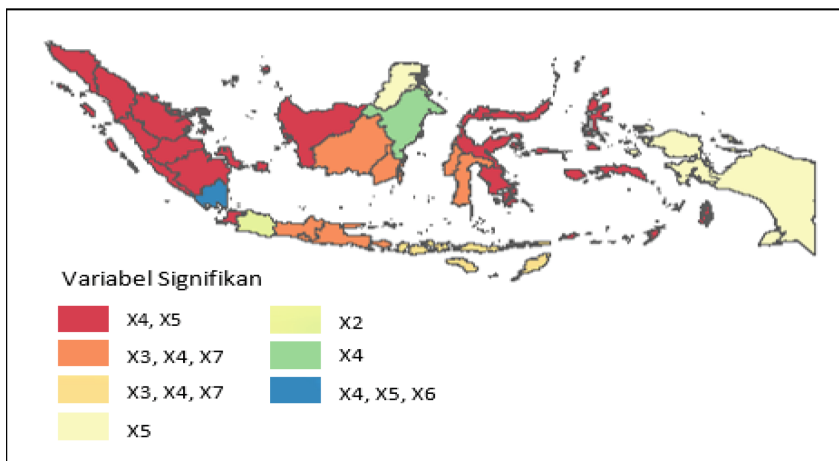 Variabel Signifikan
X4, X5
X3, X4, X7
X3, X4, X7
X5
X2
X4
X4, X5, X6